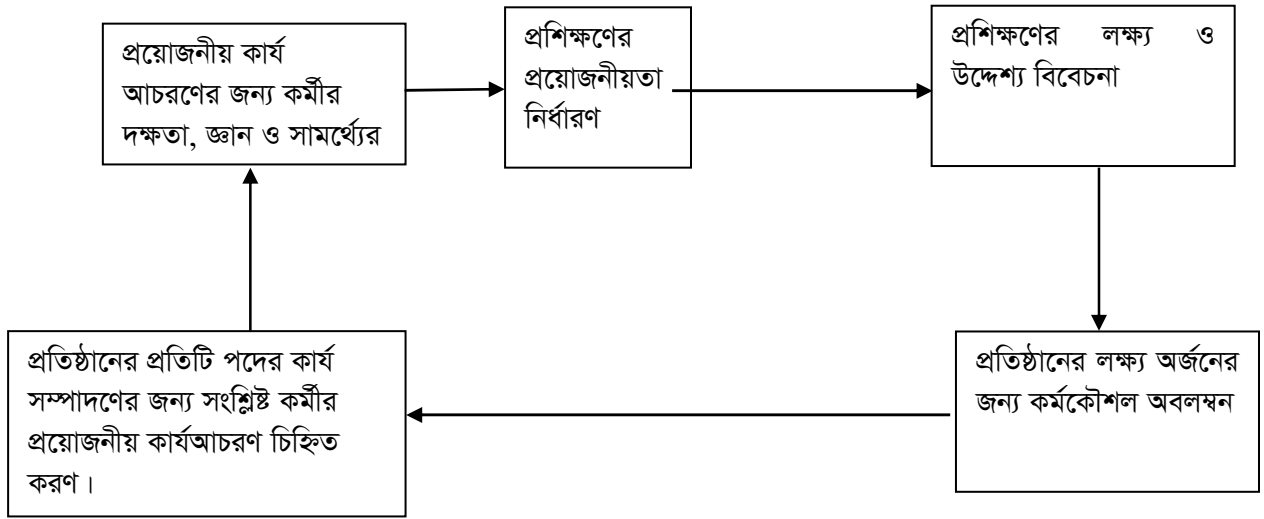 প্রয়োজনীয় কার্য
আচরণের জন্য কর্মীর
দক্ষতা, জ্ঞান ও সামর্থ্যের
প্রশিক্ষণের
প্রয়োজনীয়তা
নির্ধারণ
প্রশিক্ষণের লক্ষ্য ও
উদ্দেশ্য বিবেচনা
প্রতিষ্ঠানের লক্ষ্য অর্জনের
জন্য কর্মকৌশল অবলম্বন
প্রতিষ্ঠানের প্রতিটি পদের কার্য
সম্পাদণের জন্য সংশ্লিষ্ট কর্মীর
প্রয়োজনীয় কার্যআচরণ চিহ্নিত
করণ।